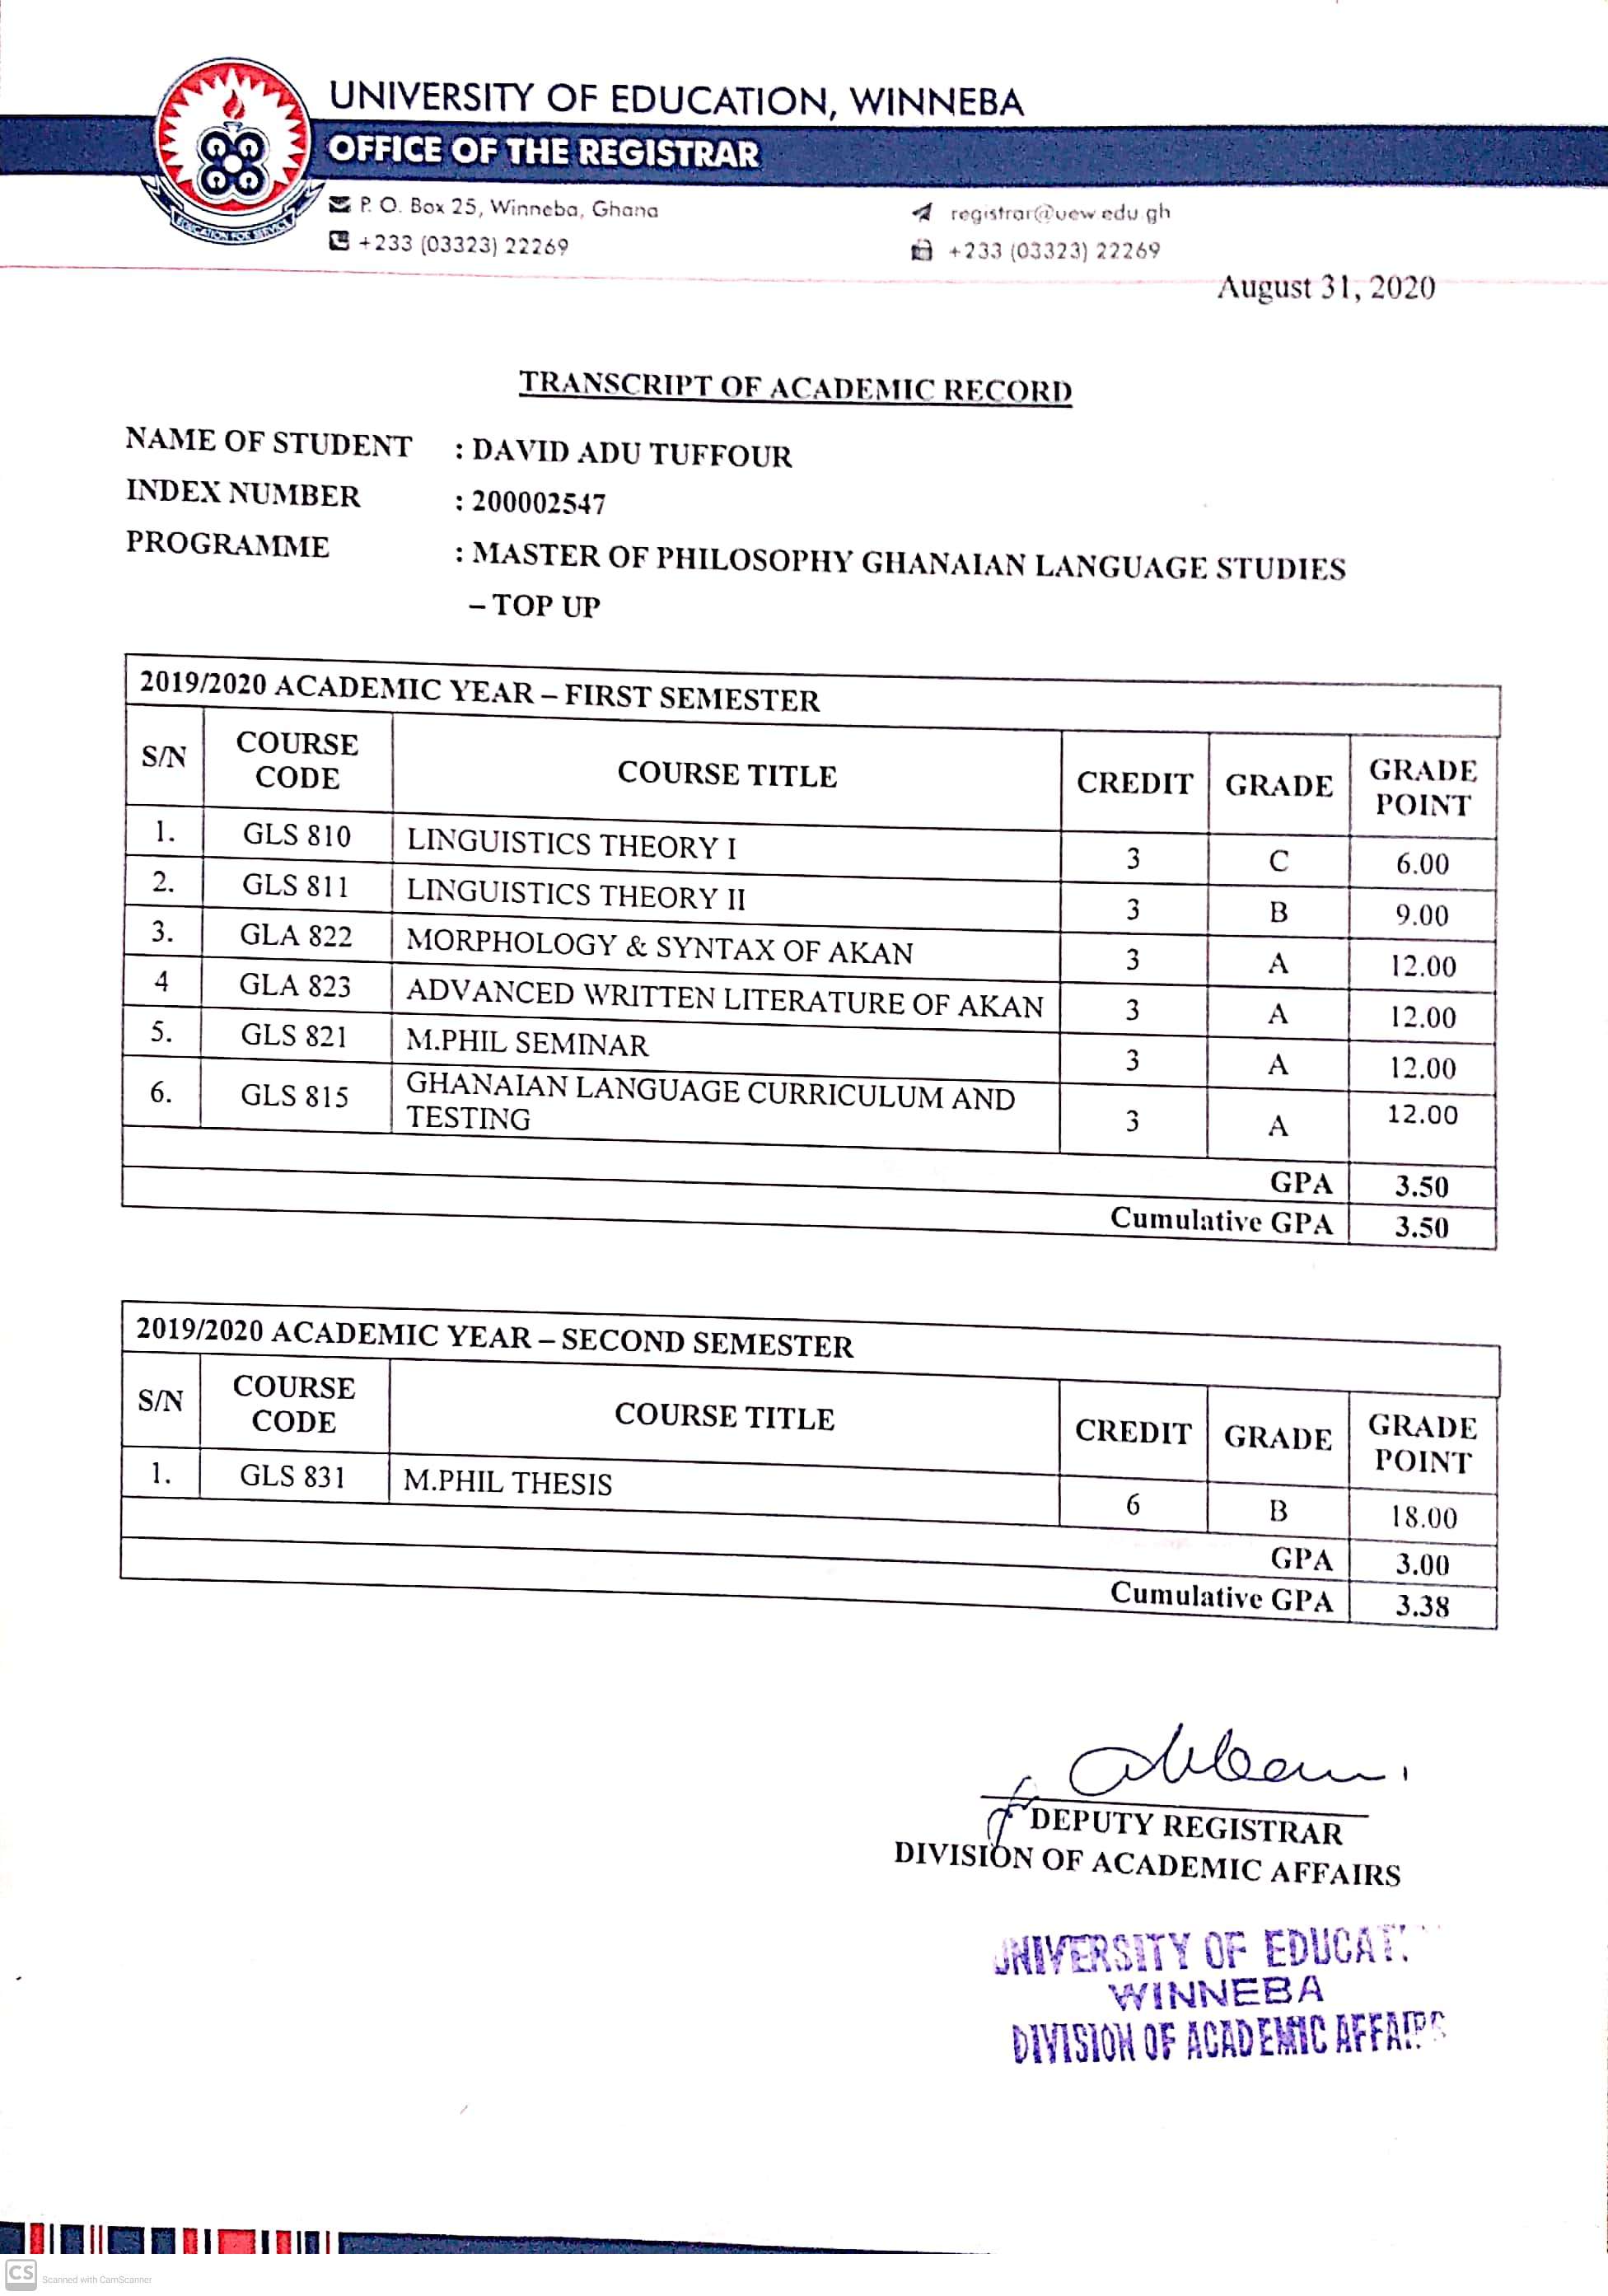 UNIVERSITY OF EDUCATION, WINNEBA
OFFICE OF THE REGISTRAR
EDUCATION FOR SERVICE
P. O. Box 25, Winneba, Ghana
registrar@uew.edu.gh
+233 (03323) 22269
+233 (03323) 22269
August 31, 2020
TRANSCRIPT OF ACADEMIC RECORD
NAME OF STUDENT : DAVID ADU TUFFOUR
INDEX NUMBER : 200002547
PROGRAMME : MASTER OF PHILOSOPHY GHANAIAN LANGUAGE STUDIES
– TOP UP
2019/2020 ACADEMIC YEAR – FIRST SEMESTER
S/N COURSE CODE COURSE TITLE CREDIT GRADE GRADE POINT
1. GLS 810 LINGUISTICS THEORY I 3 C 6.00
2. GLS 811 LINGUISTICS THEORY II 3 B 9.00
3. GLA 822 MORPHOLOGY & SYNTAX OF AKAN 3 A 12.00
4 GLA 823 ADVANCED WRITTEN LITERATURE OF AKAN 3 A 12.00
5. GLS 821 M.PHIL SEMINAR 3 A 12.00
6. GLS 815 GHANAIAN LANGUAGE CURRICULUM AND TESTING 3 A 12.00
GPA 3.50
Cumulative GPA 3.50
2019/2020 ACADEMIC YEAR – SECOND SEMESTER
S/N COURSE CODE COURSE TITLE CREDIT GRADE GRADE POINT
1. GLS 831 M.PHIL THESIS 6 B 18.00
GPA 3.00
Cumulative GPA 3.38
DEPUTY REGISTRAR
DIVISION OF ACADEMIC AFFAIRS
UNIVERSITY OF EDUCAT
WINNEBA
DIVISION OF ACADEMIC AFFAIRS
CS Scanned with CamScanner